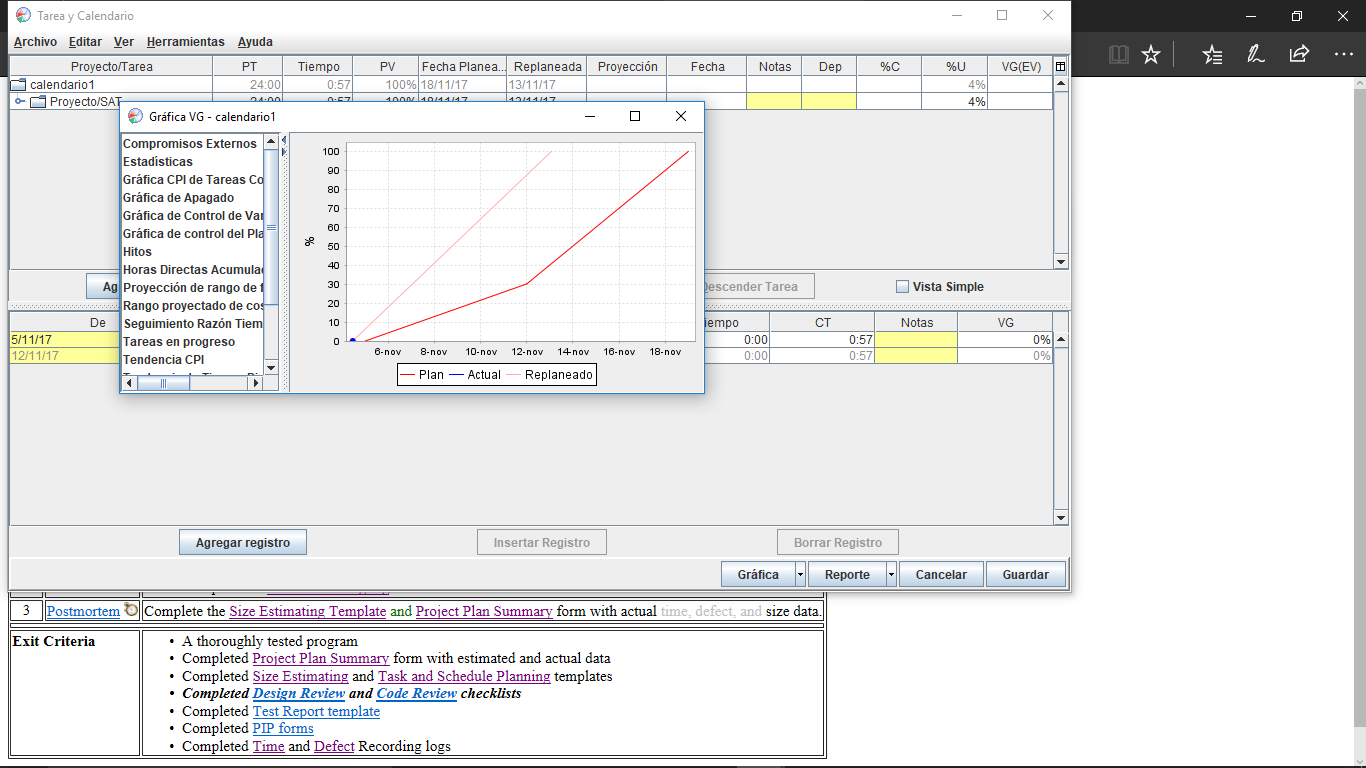 Tarea y Calendario
Archivo Editar Ver Herramientas Ayuda
Proyecto/Tarea PT Tiempo PV Fecha Planea... Replaneada Proyección Fecha Notas Dep %C %U VG(EV)
calendario1 24:00 0:57 100% 18/11/17 13/11/17 4%
Proyecto/SAT 24:00 0:57 100% 18/11/17 13/11/17 4%
Gráfica VG - calendario1
Compromisos Externos
Estadísticas
Gráfica CPI de Tareas Co
Gráfica de Apagado
Gráfica de Control de Var
Gráfica de control del Pla
Hitos
Horas Directas Acumula
Proyección de rango de f
Rango proyectado de cos
Seguimiento Razón Tiem
Tareas en progreso
Tendencia CPI
100
90
80
70
60
50
40
30
20
10
0
%
6-nov 8-nov 10-nov 12-nov 14-nov 16-nov 18-nov
Plan Actual Replaneado
Ag
Descender Tarea
Vista Simple
De iempo CT Notas VG
5/11/17 0:00 0:57 0%
12/11/17 0:00 0:57 0%
Agregar registro Insertar Registro Borrar Registro
Gráfica Reporte Cancelar Guardar
3 Postmortem Complete the Size Estimating Template and Project Plan Summary form with actual time, defect, and size data.
Exit Criteria
• A thoroughly tested program
• Completed Project Plan Summary form with estimated and actual data
• Completed Size Estimating and Task and Schedule Planning templates
• Completed Design Review and Code Review checklists
• Completed Test Report template
• Completed PIP forms
• Completed Time and Defect Recording logs